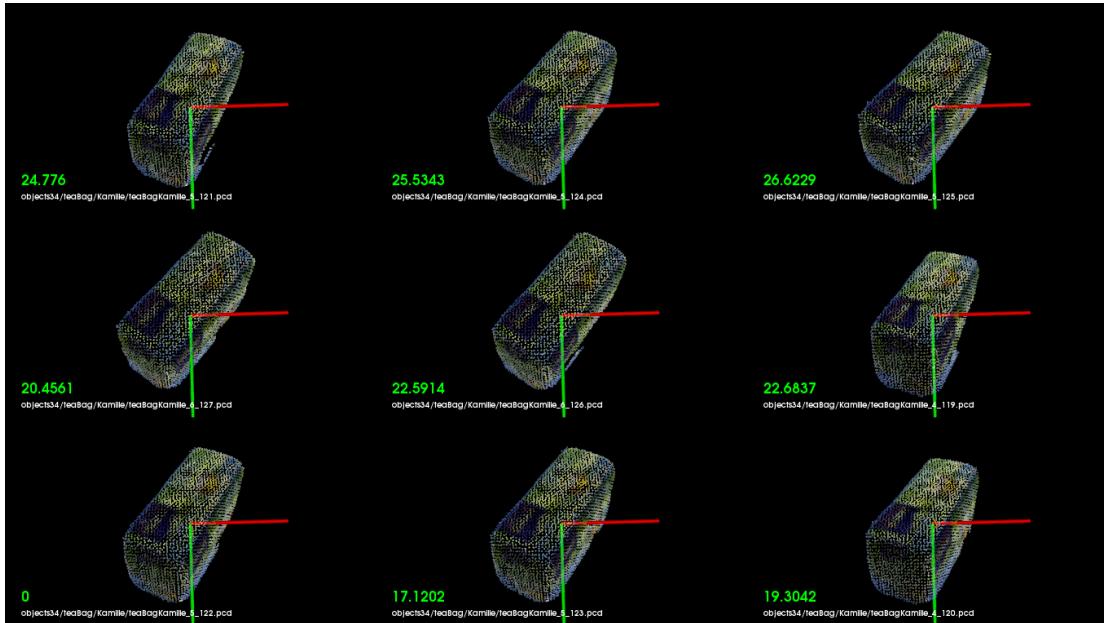 24.776
objects34/teaBag/Kamille/teaBagKamille_5_121.pcd
25.5343
objects34/teaBag/Kamille/teaBagKamille_5_124.pcd
26.6229
objects34/teaBag/Kamille/teaBagKamille_5_125.pcd
20.4561
objects34/teaBag/Kamille/teaBagKamille_6_127.pcd
22.5914
objects34/teaBag/Kamille/teaBagKamille_6_126.pcd
22.6837
objects34/teaBag/Kamille/teaBagKamille_4_119.pcd
0
objects34/teaBag/Kamille/teaBagKamille_5_122.pcd
17.1202
objects34/teaBag/Kamille/teaBagKamille_5_123.pcd
19.3042
objects34/teaBag/Kamille/teaBagKamille_4_120.pcd